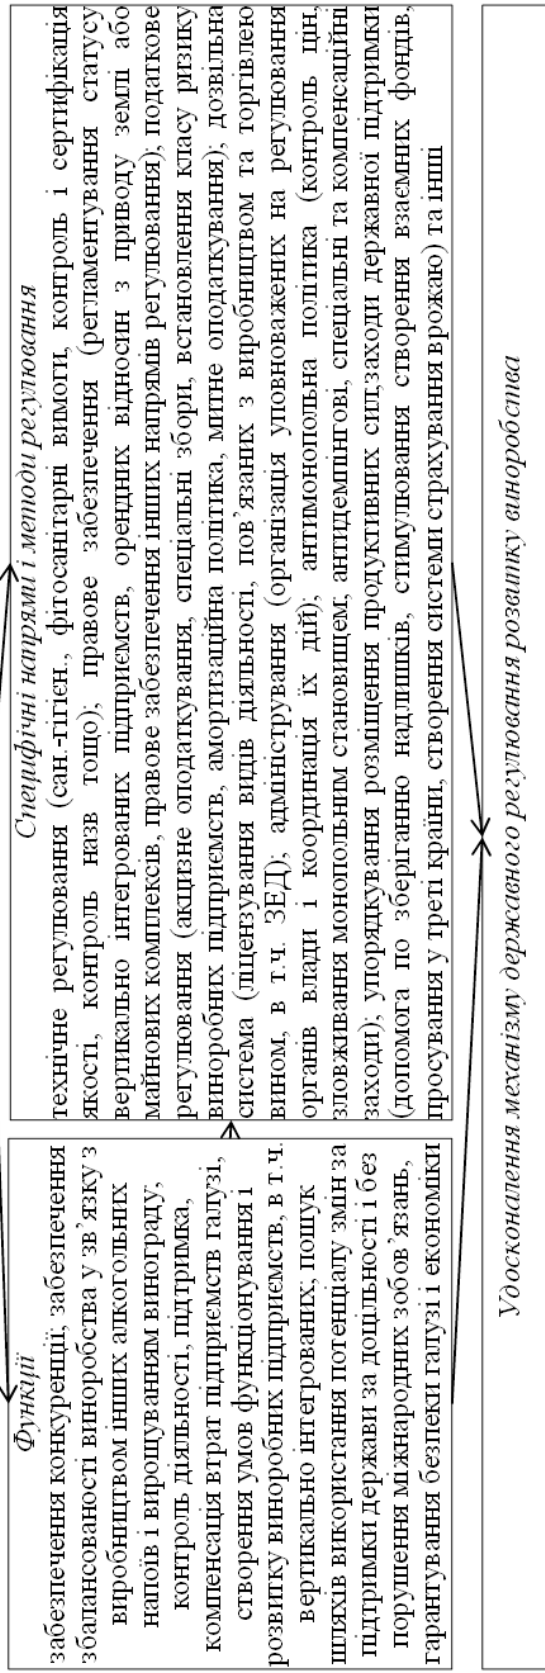 Функції
забезпечення конкуренції; забезпечення
збалансованості виноробства у зв’язку з
виробництвом інших алкогольних
напоїв і вирощуванням винограду,
контроль діяльності, підтримка,
компенсація втрат підприємств галузі,
створення умов функціонування і
розвитку виноробних підприємств, в т.ч.
вертикально інтегрованих; пошук
шляхів використання потенціалу змін за
підтримки держави за доцільності і без
порушення міжнародних зобов’язань,
гарантування безпеки галузі і економіки
Специфічні напрями і методи регулювання
технічне регулювання (сан.-гігієн., фітосанітарні вимоги, контроль і сертифікація
якості, контроль назв тощо); правове забезпечення (регламентування статусу
вертикально інтегрованих підприємств, орендних відносин з приводу землі або
майнових комплексів, правове забезпечення інших напрямів регулювання); податкове
регулювання (акцизне оподаткування, спеціальні збори, встановлення класу ризику
виноробних підприємств, амортизаційна політика, митне оподаткування); дозвільна
система (ліцензування видів діяльності, пов’язаних з виробництвом та торгівлею
вином, в т.ч. ЗЕД); адміністрування (організація уповноважених на регулювання
органів влади і координація їх дій); антимонопольна політика (контроль цін,
зловживання монопольним становищем; антидемпінгові, спеціальні та компенсаційні
заходи); упорядкування розміщення продуктивних сил;заходи державної підтримки
(допомога по зберіганню надлишків, стимулювання створення взаємних фондів,
просування у треті країни, створення системи страхування врожаю) та інші
Удосконалення механізму державного регулювання розвитку виноробства